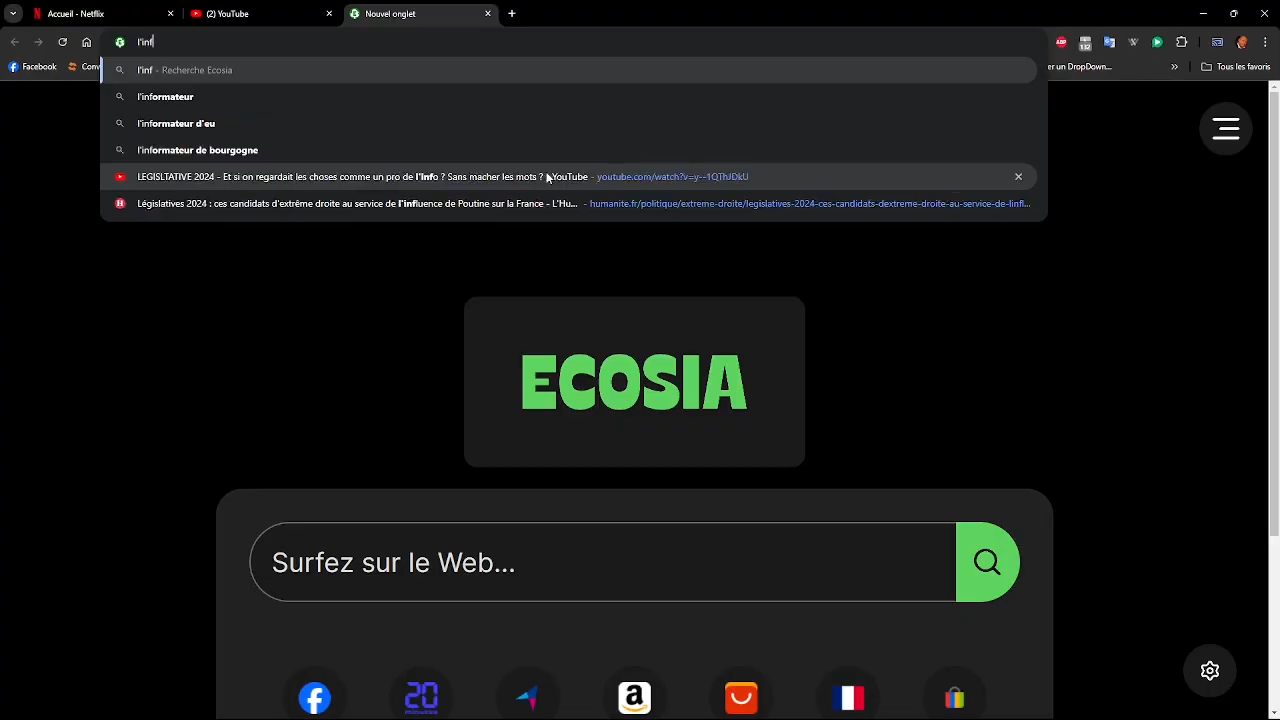 Accueil - Netflix
(2) YouTube
Nouvel onglet
l'inf
Facebook
Conv
er un DropDown...
Tous les favoris
l'inf - Recherche Ecosia
l'informateur
l'informateur d'eu
l'informateur de bourgogne
LEGISLTATIVE 2024 - Et si on regardait les choses comme un pro de l'Info ? Sans macher les mots ? - YouTube - youtube.com/watch?v=y--1QThJDkU
Législatives 2024 : ces candidats d'extrême droite au service de l'influence de Poutine sur la France - L'Hu... - humanite.fr/politique/extreme-droite/legislatives-2024-ces-candidats-dextreme-droite-au-service-de-linfl...
ECOSIA
Surfez sur le Web...
20